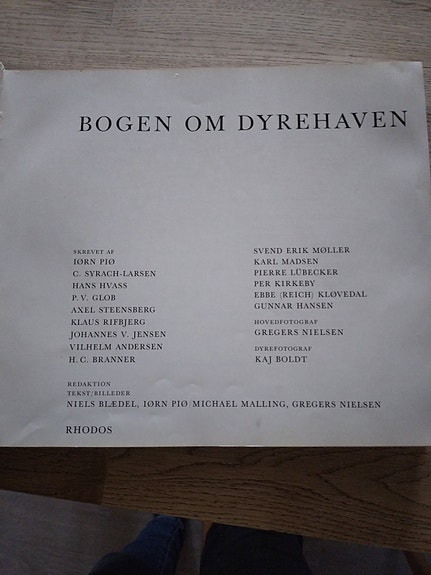 BOGEN OM DYREHAVEN
SKREVET AF
IØRN PIØ
C. SYRACH-LARSEN
HANS HVASS
P. V. GLOB
AXEL STEENSBERG
KLAUS RIFBJERG
JOHANNES V. JENSEN
VILHELM ANDERSEN
H. C. BRANNER
SVEND ERIK MØLLER
KARL MADSEN
PIERRE LÜBECKER
PER KIRKEBY
EBBE (REICH) KLØVEDAL
GUNNAR HANSEN
HOVEDFOTOGRAF
GREGERS NIELSEN
DYREFOTOGRAF
KAJ BOLDT
REDAKTION
TEKST/BILLEDER
NIELS BLÆDEL, IØRN PIØ/MICHAEL MALLING, GREGERS NIELSEN
RHODOS